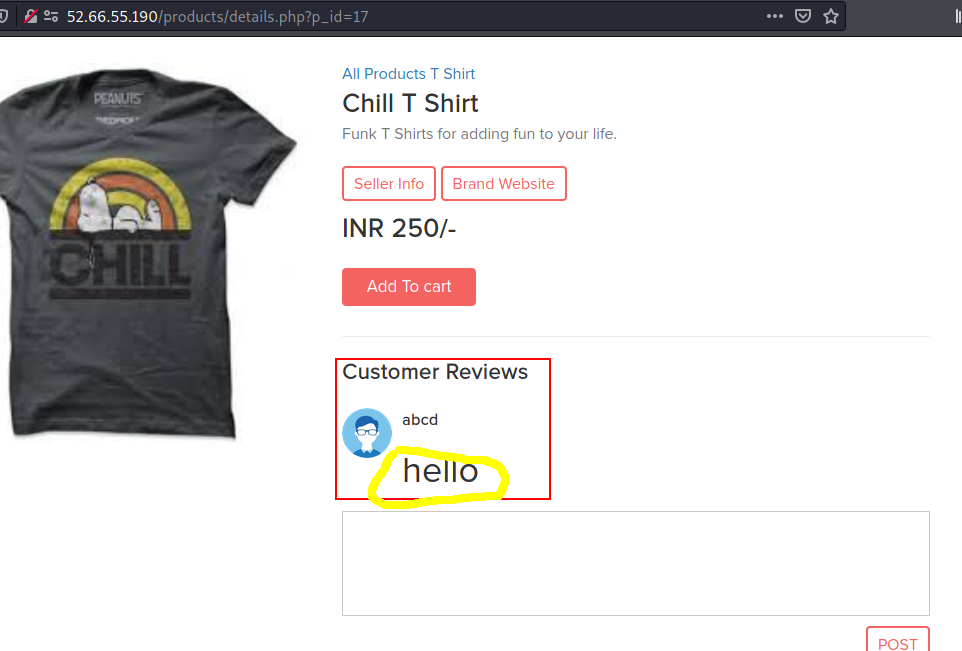 52.66.55.190/products/details.php?p_id=17
All Products T Shirt
Chill T Shirt
Funk T Shirts for adding fun to your life.
Seller Info Brand Website
INR 250/-
Add To cart
PEANUTS
CHILL
Customer Reviews
abcd
hello
POST